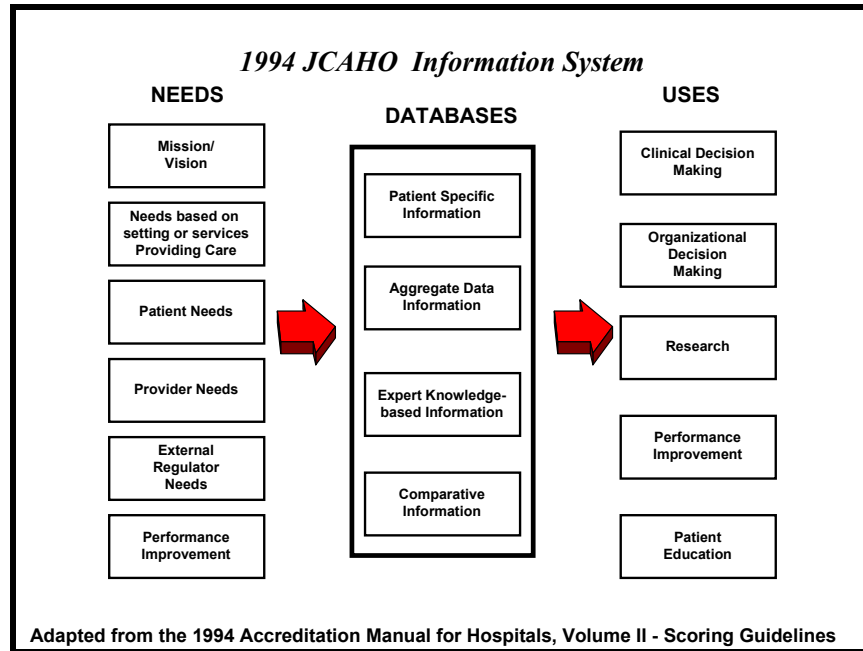 1994 JCAHO Information System
NEEDS
Mission/
Vision
Needs based on
setting or services
Providing Care
Patient Needs
Provider Needs
External
Regulator
Needs
Performance
Improvement
DATABASES
Patient Specific
Information
Aggregate Data
Information
Expert Knowledge-
based Information
Comparative
Information
USES
Clinical Decision
Making
Organizational
Decision
Making
Research
Performance
Improvement
Patient
Education
Adapted from the 1994 Accreditation Manual for Hospitals, Volume II - Scoring Guidelines